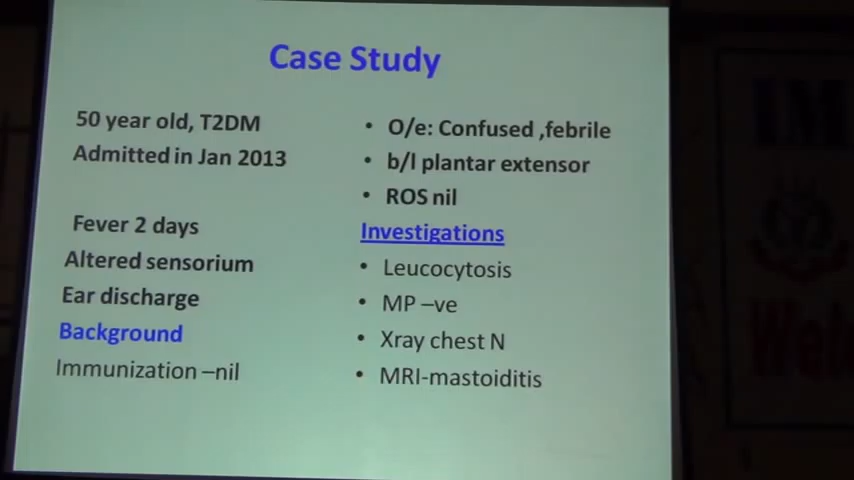 Case Study
50 year old, T2DM
Admitted in Jan 2013
Fever 2 days
Altered sensorium
Ear discharge
Background
Immunization –nil
• O/e: Confused ,febrile
• b/l plantar extensor
• ROS nil
Investigations
• Leucocytosis
• MP –ve
• Xray chest N
• MRI-mastoiditis